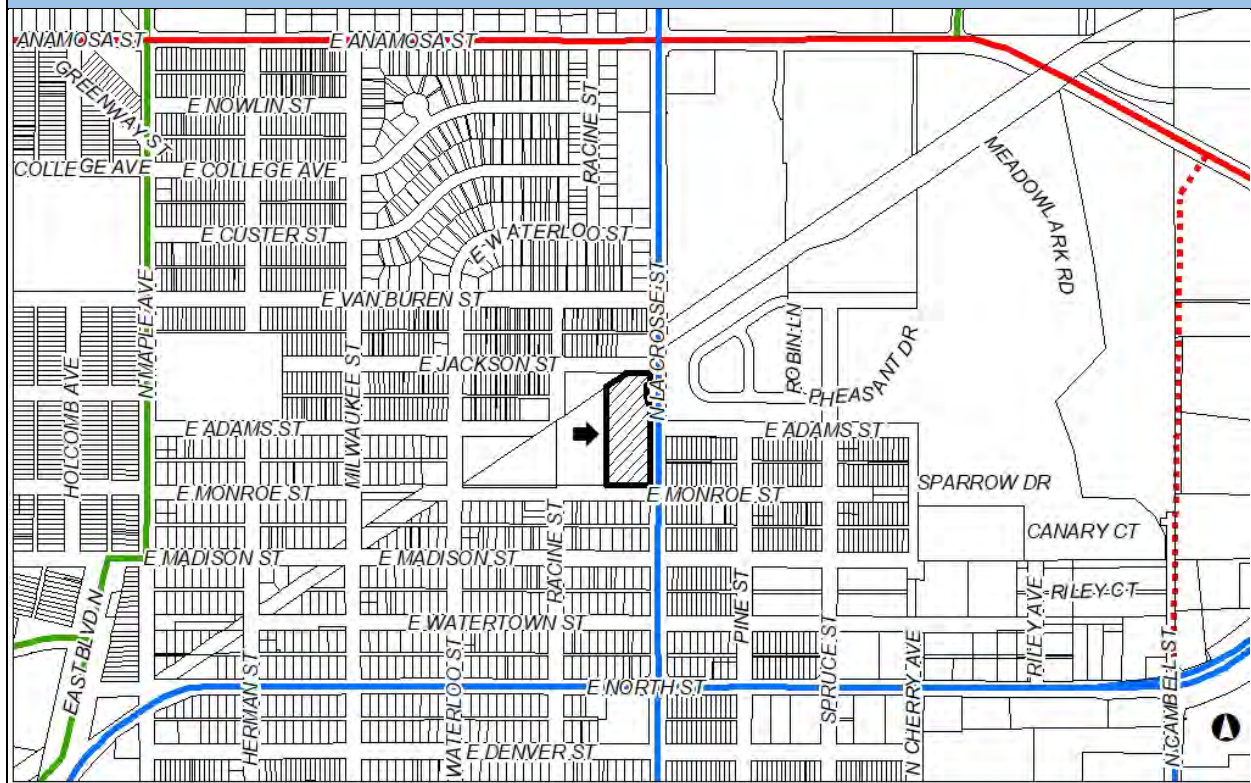 ANAMOSA ST
E ANAMOSA ST
GREENWAY ST
E NOWLIN ST
RACINE ST
COLLEGE AVE
E COLLEGE AVE
MEADOWLARK RD
E CUSTER ST
E WATERLOO ST
N MAPLE AVE
E VAN BUREN ST
N LA CROSSE ST
ROBIN LN
HOLCOMB AVE
MILWAUKEE ST
E JACKSON ST
PHEASANT DR
E ADAMS ST
E ADAMS ST
E MONROE ST
E MONROE ST
SPARROW DR
CANARY CT
E MADISON ST
E MADISON ST
RACINE ST
RILEY CT
PINE ST
RILEY AVE
E WATERTOWN ST
EAST BLVD N
HERMAN ST
WATERLOO ST
E NORTH ST
SPRUCE ST
N CHERRY AVE
N CAMBELL ST
E DENVER ST